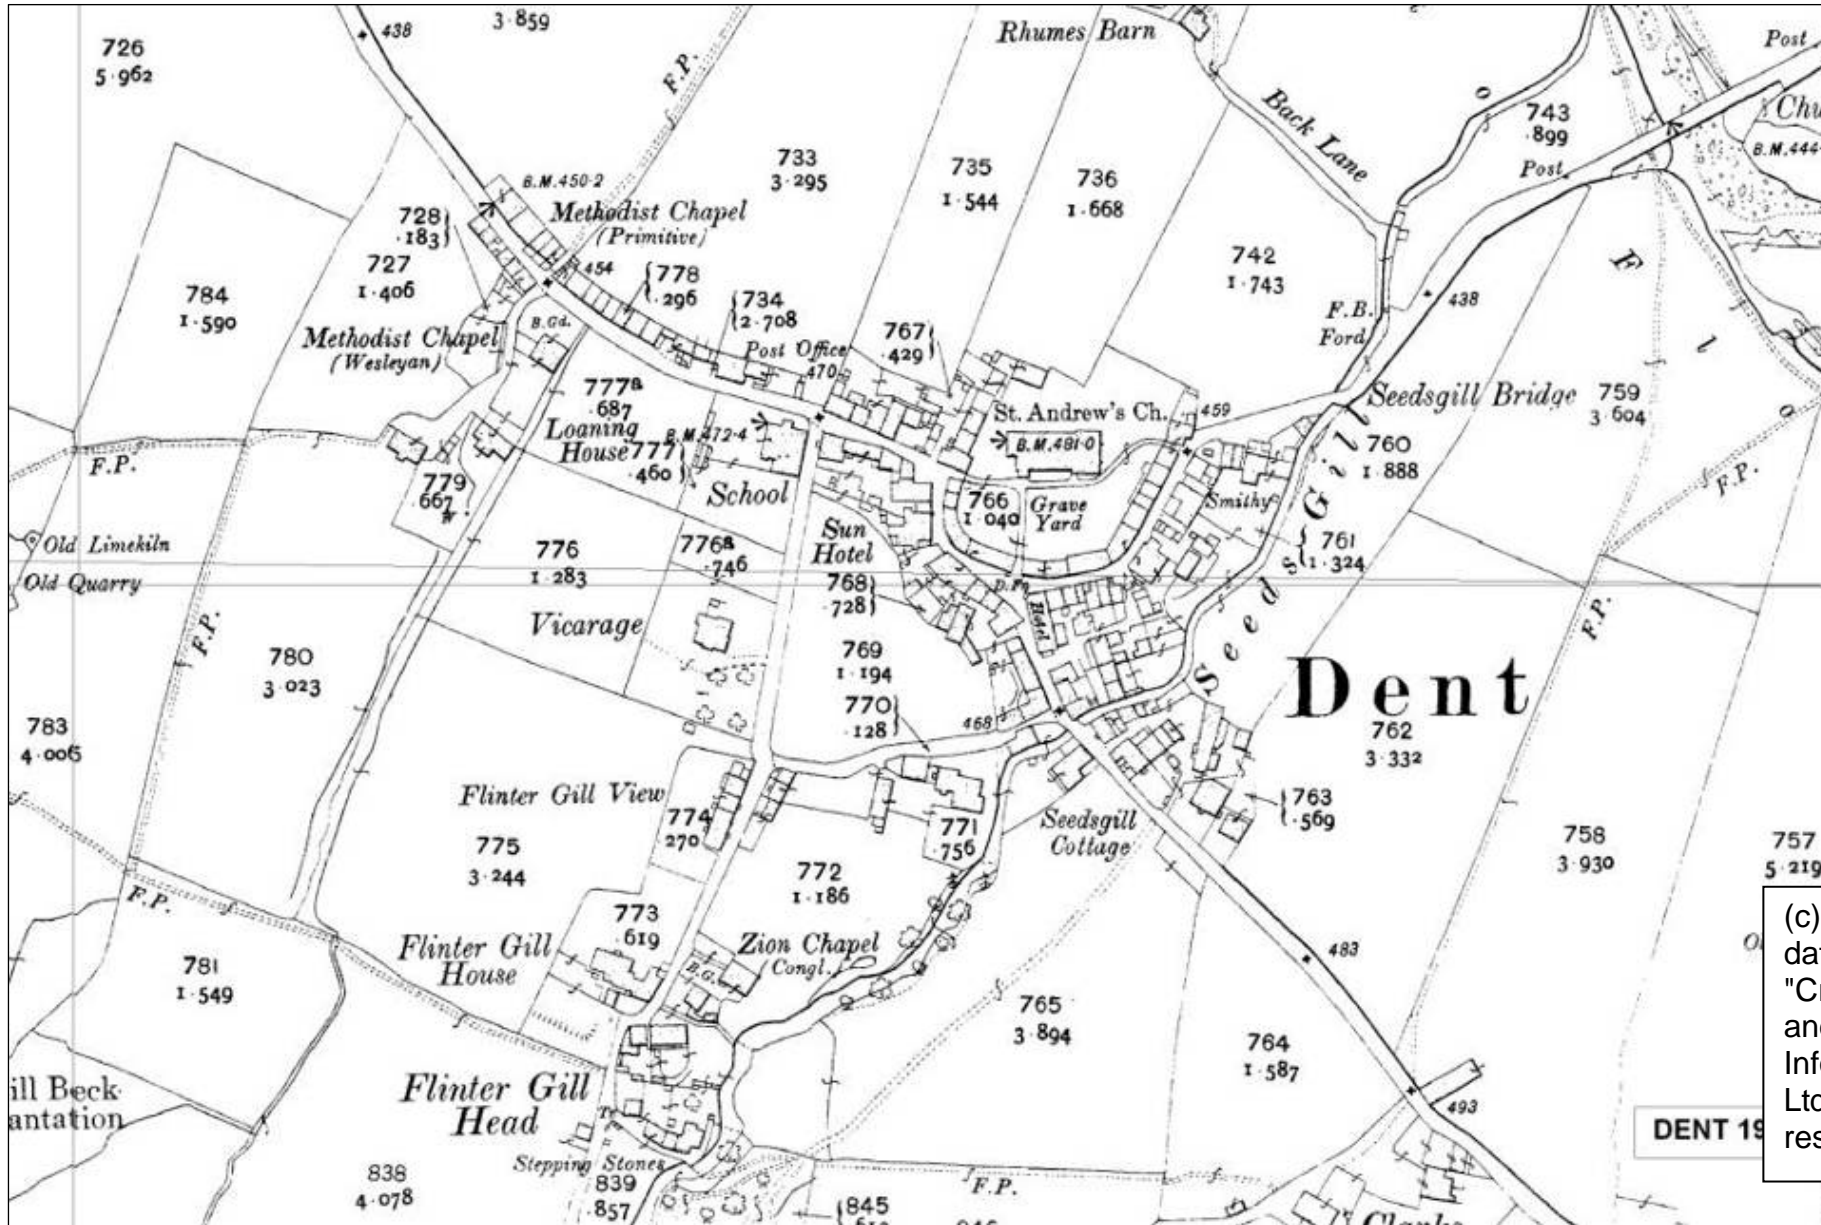 3·859
438
726
5·962
F.P.
Rhumes Barn
Post
Back Lane
743
·899
B.M.444
Post
733
3·295
735
1·544
736
1·668
B.M.450·2
Methodist Chapel
(Primitive)
728
·183
727
1·406
454
778
·296
742
1·743
784
1·590
734
2·708
438
F.B.
Ford
B.Gd.
Methodist Chapel
(Wesleyan)
Post Office
470
767
·429
777a
·687
Loaning
House
B.M.472·4
777
·460
School
St. Andrew's Ch.
B.M.481·0
459
Seedsgill Bridge
759
3·604
760
1·888
F.P.
779
·667
W
766
1·040
Grave
Yard
Smithy
F.P.
Old Limekiln
Old Quarry
776
1·283
776a
·746
Sun
Hotel
768
·728
761
1·324
D.Fn.
Hotel
Seeds Gill
Vicarage
F.P.
F.P.
780
3·023
769
1·194
Dent
783
4·006
770
·128
468
762
3·332
Flinter Gill View
774
270
775
3·244
771
·756
Seedsgill
Cottage
763
·569
758
3·930
757
5·219
772
1·186
F.P.
773
·619
Flinter Gill
House
Zion Chapel
Congl.
B.G.
483
781
1·549
765
3·894
764
1·587
ill Beck
antation
Flinter Gill
Head
493
DENT 19
Stepping Stones
838
4·078
839
·857
F.P.
845
(c)
"Cr
Ltd
res